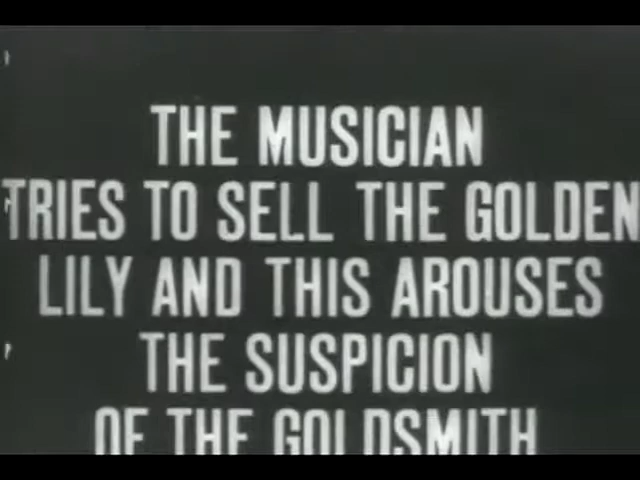 THE MUSICIAN
TRIES TO SELL THE GOLDEN
LILY AND THIS AROUSES
THE SUSPICION
OF THE GOLDSMITH